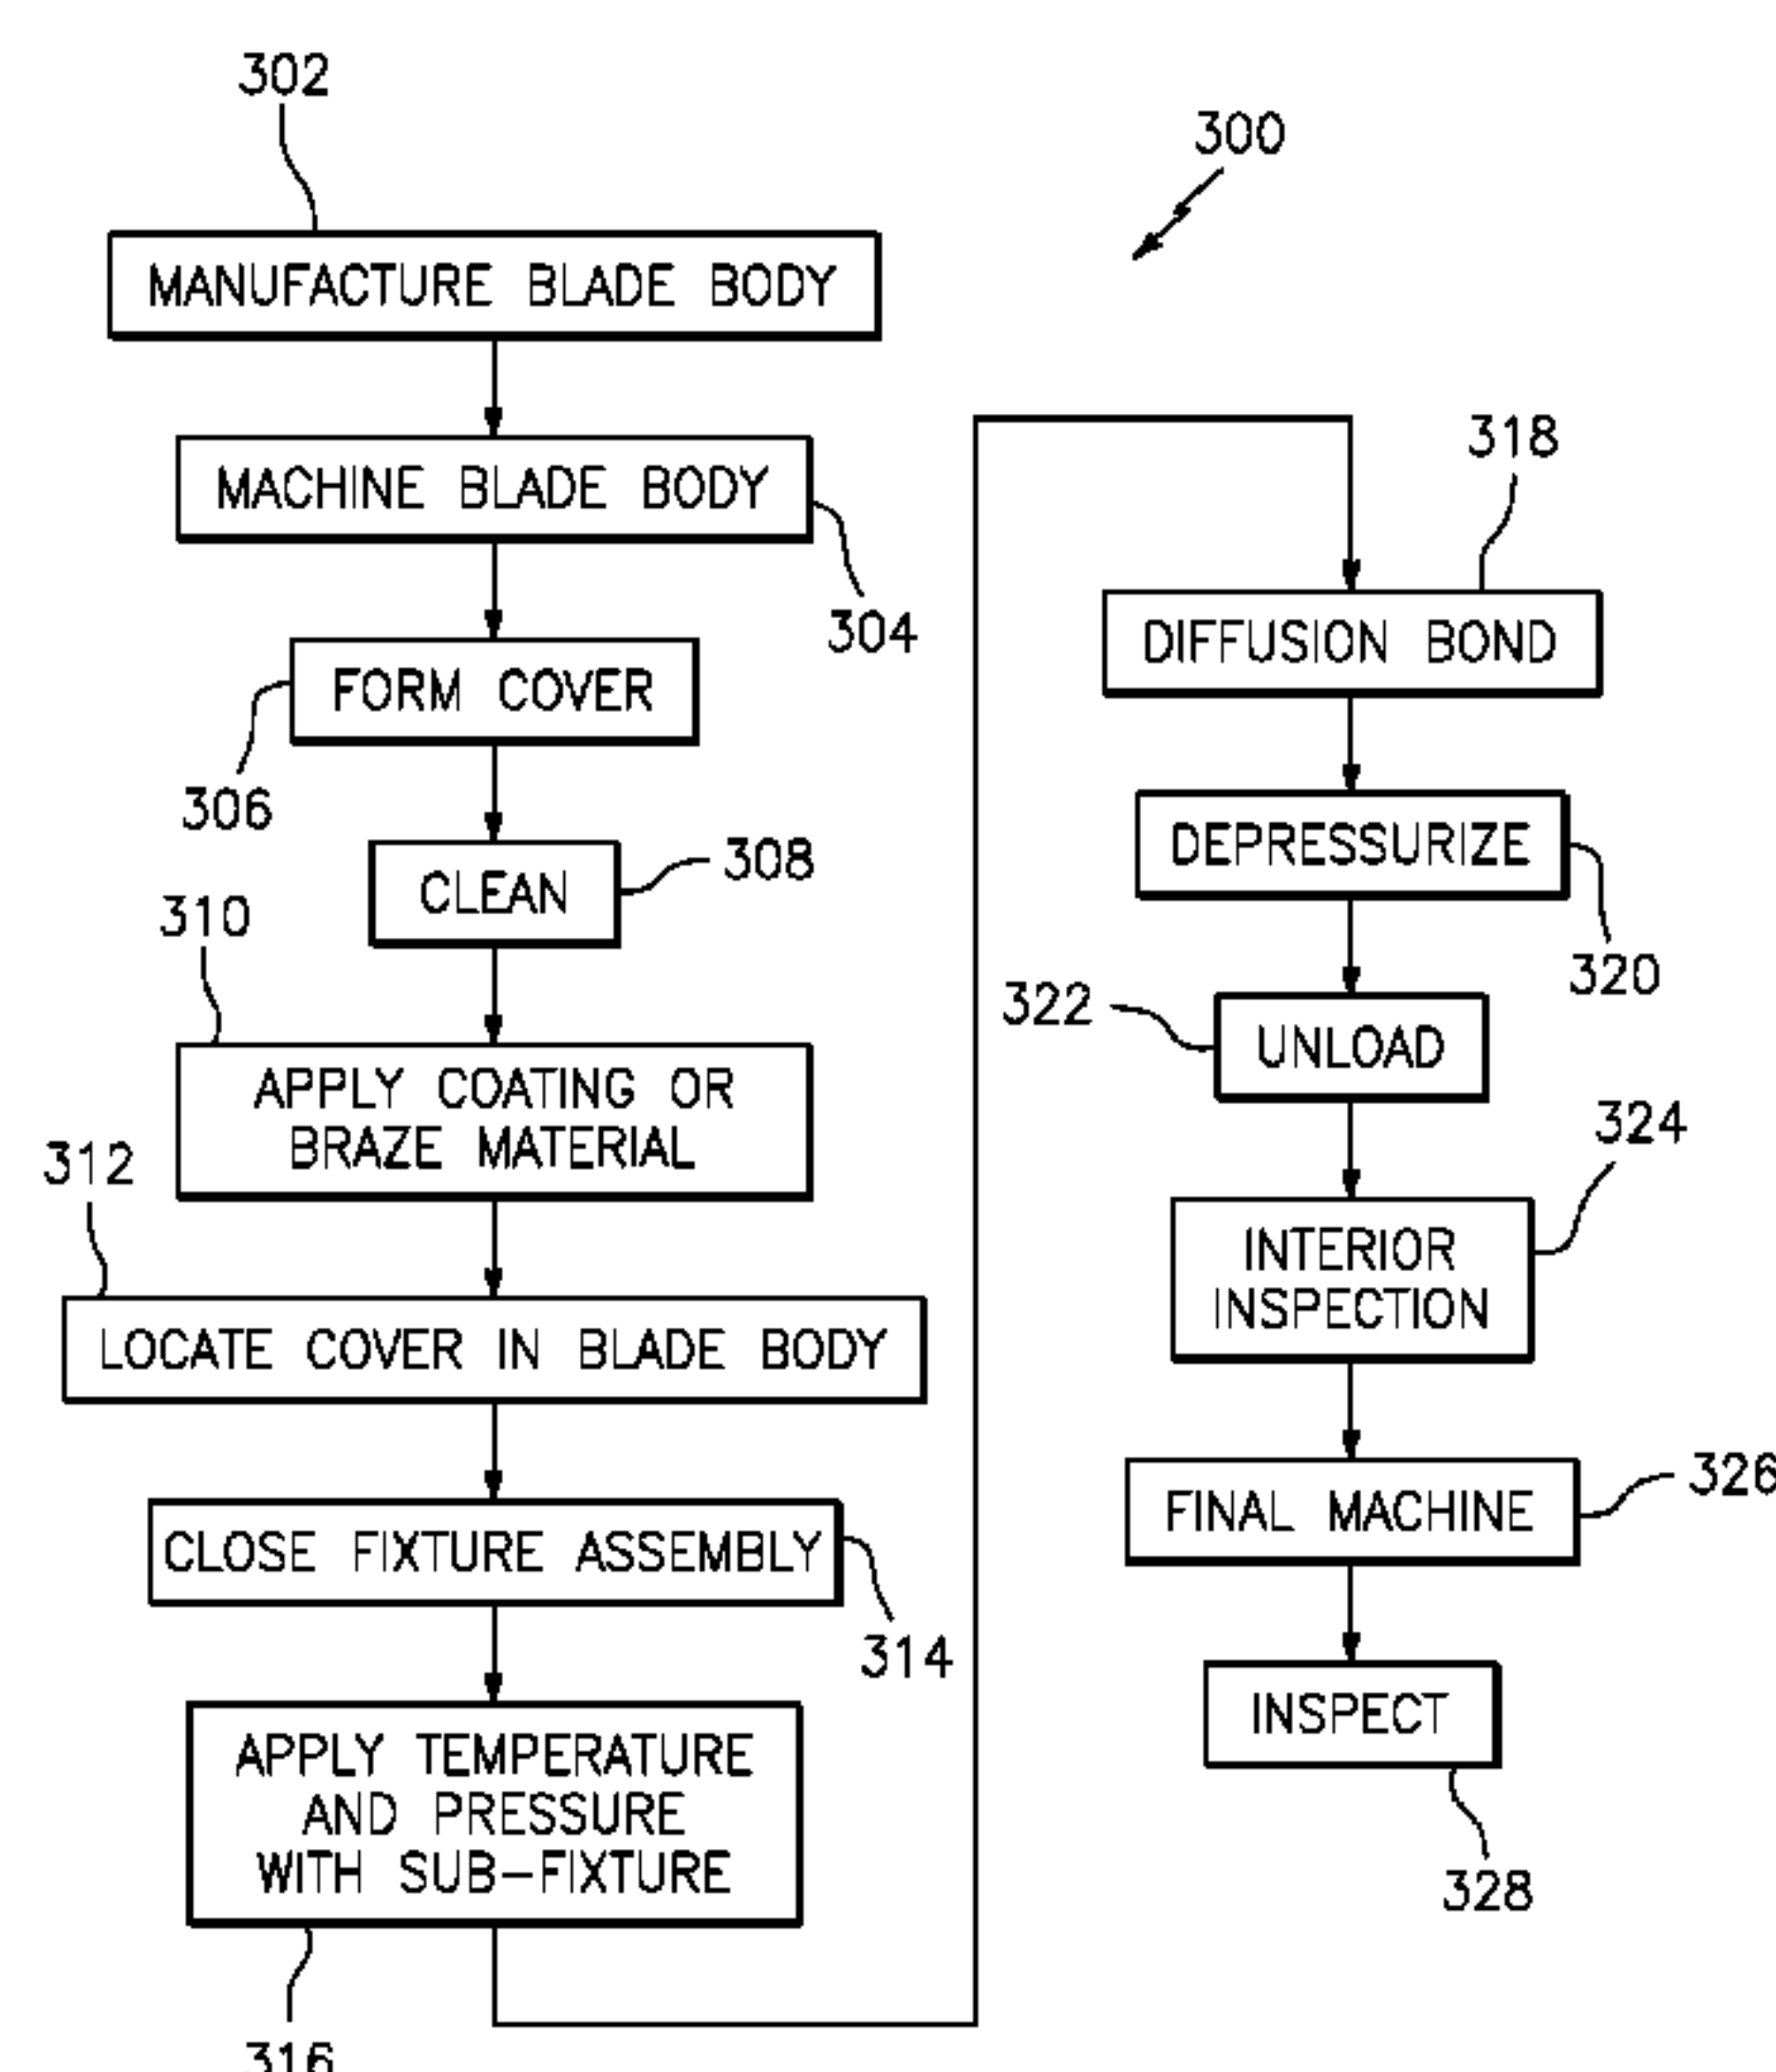 302
300
MANUFACTURE BLADE BODY
MACHINE BLADE BODY
304
FORM COVER
306
CLEAN
308
310
APPLY COATING OR
BRAZE MATERIAL
312
LOCATE COVER IN BLADE BODY
CLOSE FIXTURE ASSEMBLY
314
APPLY TEMPERATURE
AND PRESSURE
WITH SUB-FIXTURE
316
318
DIFFUSION BOND
DEPRESSURIZE
320
322
UNLOAD
324
INTERIOR
INSPECTION
FINAL MACHINE
326
INSPECT
328